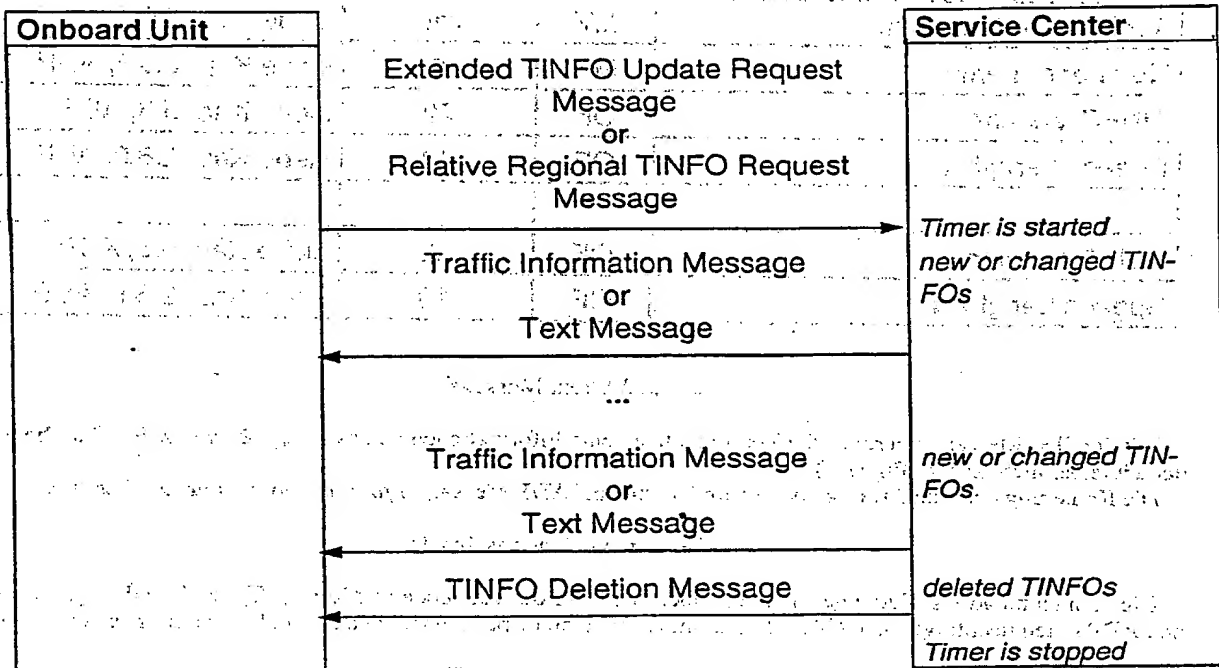 Onboard Unit
Service Center
Extended TINFO Update Request
Message
or
Relative Regional TINFO Request
Message
Timer is started
Traffic Information Message
or
Text Message
new or changed TIN-
FOs
...
Traffic Information Message
or
Text Message
new or changed TIN-
FOs
TINFO Deletion Message
deleted TINFOs
Timer is stopped